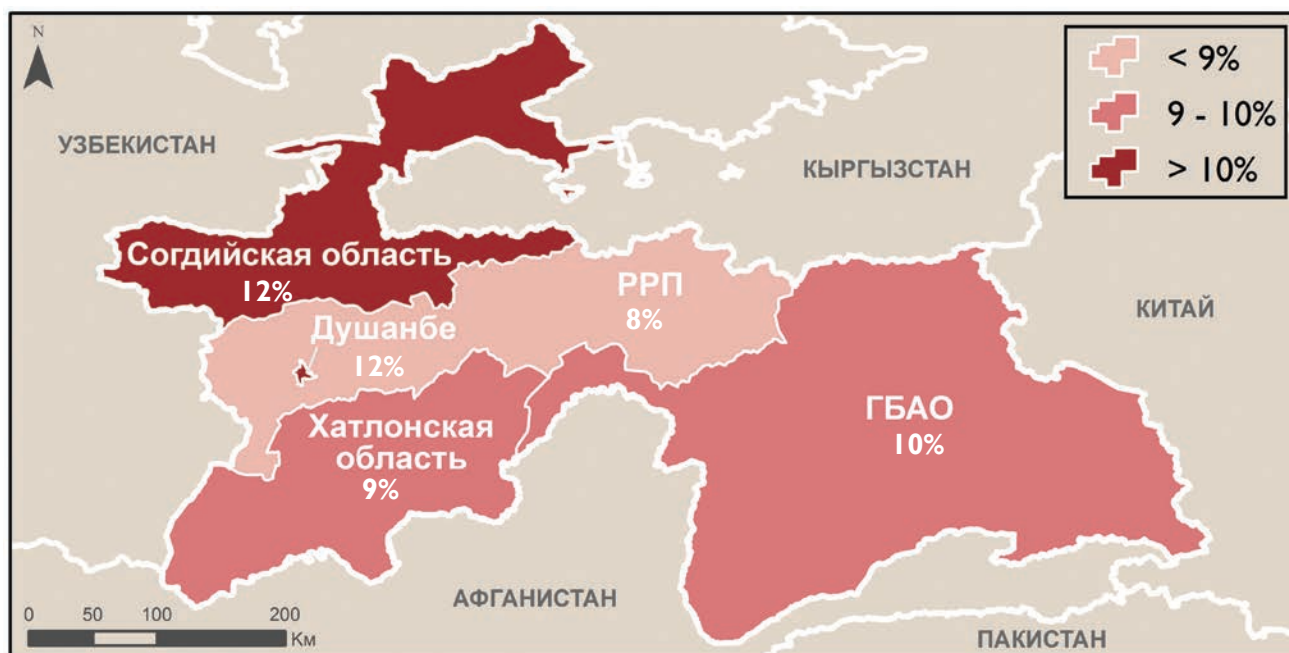 N
< 9%
9 - 10%
> 10%
УЗБЕКИСТАН
КЫРГЫЗСТАН
Согдийская область
12%
РРП
8%
КИТАЙ
Душанбе
12%
ГБАО
10%
Хатлонская
область
9%
АФГАНИСТАН
ПАКИСТАН
0 50 100 200
Км